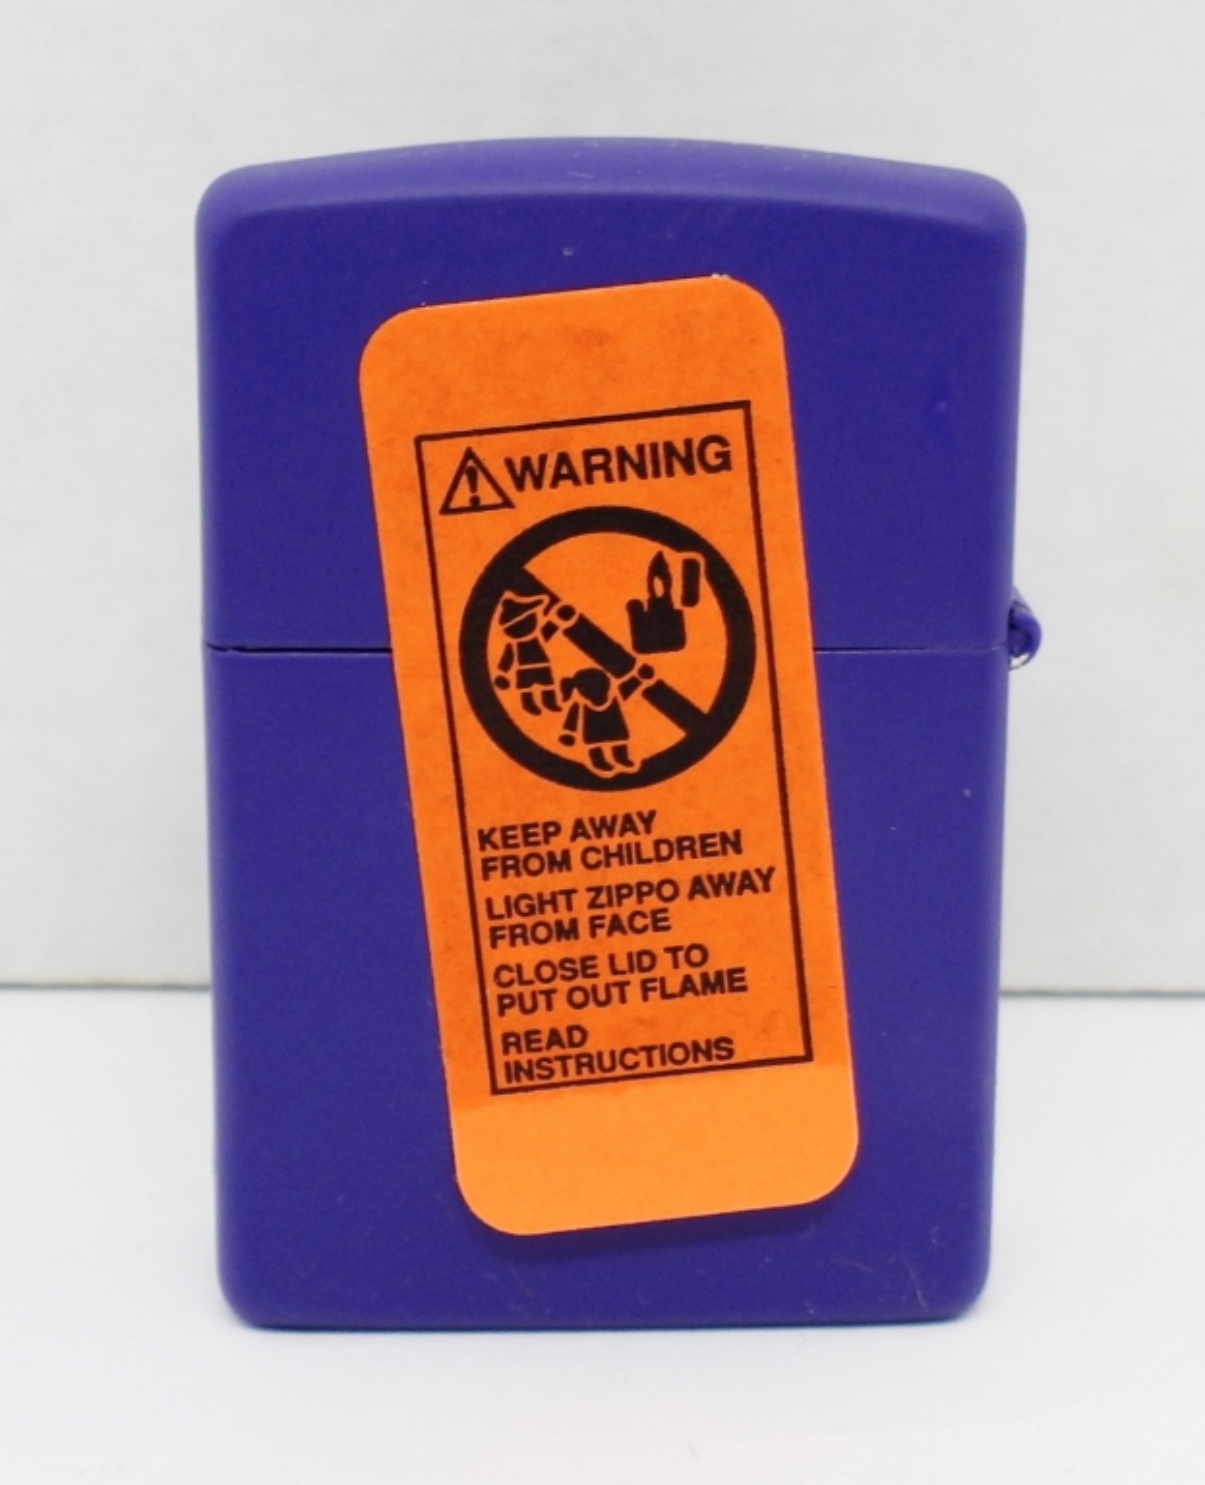 WARNING
KEEP AWAY
FROM CHILDREN
LIGHT ZIPPO AWAY
FROM FACE
CLOSE LID TO
PUT OUT FLAME
READ
INSTRUCTIONS